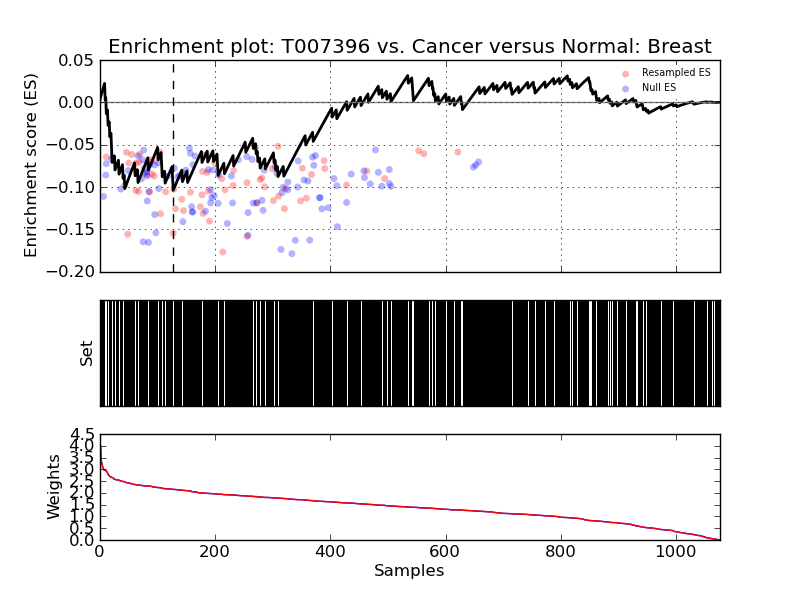 Enrichment plot: T007396 vs. Cancer versus Normal: Breast
Enrichment score (ES)
0.05
0.00
−0.05
−0.10
−0.15
−0.20
Resampled ES
Null ES
Set
Weights
4.5
4.0
3.5
3.0
2.5
2.0
1.5
1.0
0.5
0.0
0 200 400 600 800 1000
Samples